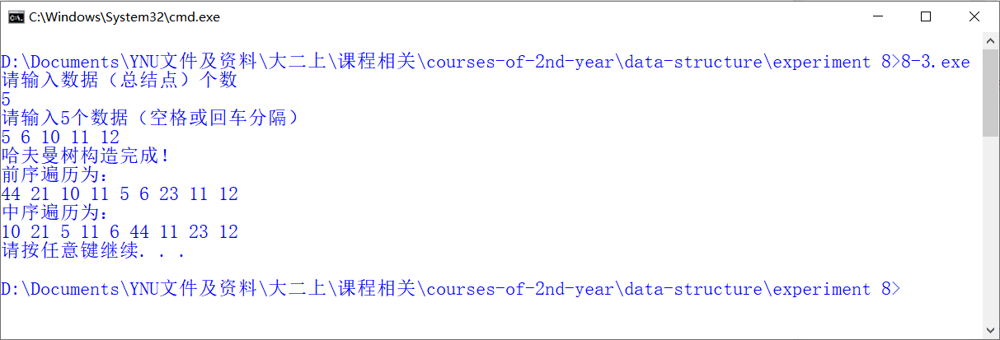 C:\Windows\System32\cmd.exe
D:\Documents\YNU文件及资料\大二上\课程相关\courses-of-2nd-year\data-structure\experiment 8>8-3.exe
请输入数据（总结点）个数
5
请输入5个数据（空格或回车分隔）
5 6 10 11 12
哈夫曼树构造完成!
前序遍历为:
44 21 10 11 5 6 23 11 12
中序遍历为:
10 21 5 11 6 44 11 23 12
请按任意键继续. . .
D:\Documents\YNU文件及资料\大二上\课程相关\courses-of-2nd-year\data-structure\experiment 8>